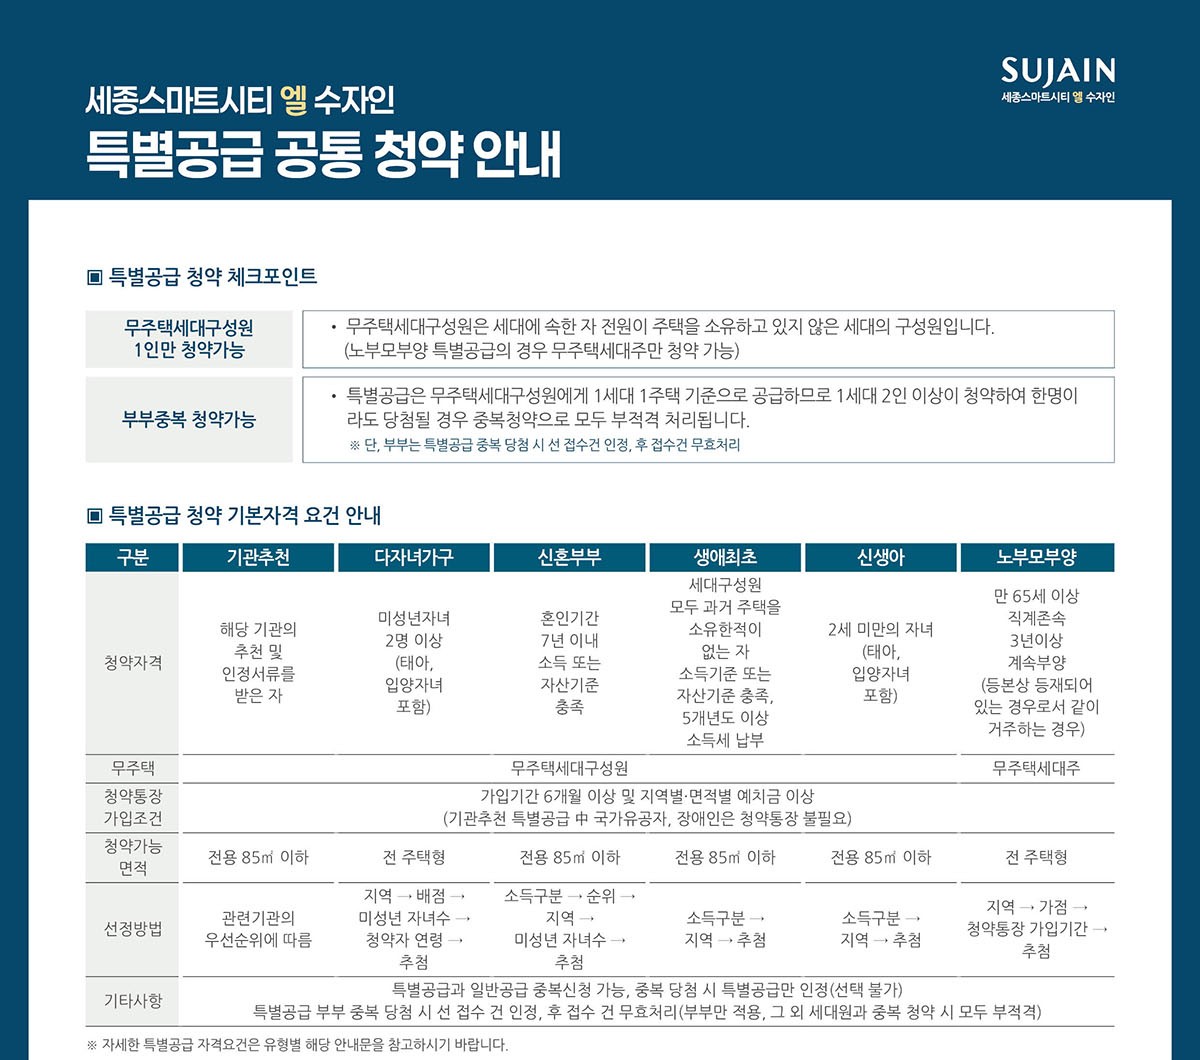 SUJAIN
세종스마트시티 엘 수자인
세종스마트시티 엘 수자인
특별공급 공통 청약 안내
▣ 특별공급 청약 체크포인트
무주택세대구성원
1인만 청약가능
• 무주택세대구성원은 세대에 속한 자 전원이 주택을 소유하고 있지 않은 세대의 구성원입니다.
(노부모부양 특별공급의 경우 무주택세대주만 청약 가능)
부부중복 청약가능
• 특별공급은 무주택세대구성원에게 1세대 1주택 기준으로 공급하므로 1세대 2인 이상이 청약하여 한명이
라도 당첨될 경우 중복청약으로 모두 부적격 처리됩니다.
※ 단, 부부는 특별공급 중복 당첨 시 선 접수건 인정, 후 접수건 무효처리
▣ 특별공급 청약 기본자격 요건 안내
구분 기관추천 다자녀가구 신혼부부 생애최초 신생아 노부모부양
청약자격
해당 기관의
추천 및
인정서류를
받은 자
미성년자녀
2명 이상
(태아,
입양자녀
포함)
혼인기간
7년 이내
소득 또는
자산기준
충족
세대구성원
모두 과거 주택을
소유한적이
없는 자
소득기준 또는
자산기준 충족,
5개년도 이상
소득세 납부
2세 미만의 자녀
(태아,
입양자녀
포함)
만 65세 이상
직계존속
3년이상
계속부양
(등본상 등재되어
있는 경우로서 같이
거주하는 경우)
무주택 무주택세대구성원 무주택세대주
청약통장
가입조건
가입기간 6개월 이상 및 지역별·면적별 예치금 이상
(기관추천 특별공급 中 국가유공자, 장애인은 청약통장 불필요)
청약가능
면적
전용 85㎡ 이하 전 주택형 전용 85㎡ 이하 전용 85㎡ 이하 전용 85㎡ 이하 전 주택형
선정방법
관련기관의
우선순위에 따름
지역 → 배점 →
미성년 자녀수 →
청약자 연령 →
추첨
소득구분 → 순위 →
지역 →
미성년 자녀수 →
추첨
소득구분 →
지역 → 추첨
소득구분 →
지역 → 추첨
지역 → 가점 →
청약통장 가입기간 →
추첨
기타사항
특별공급과 일반공급 중복신청 가능, 중복 당첨 시 특별공급만 인정(선택 불가)
특별공급 부부 중복 당첨 시 선 접수 건 인정, 후 접수 건 무효처리(부부만 적용, 그 외 세대원과 중복 청약 시 모두 부적격)
※ 자세한 특별공급 자격요건은 유형별 해당 안내문을 참고하시기 바랍니다.